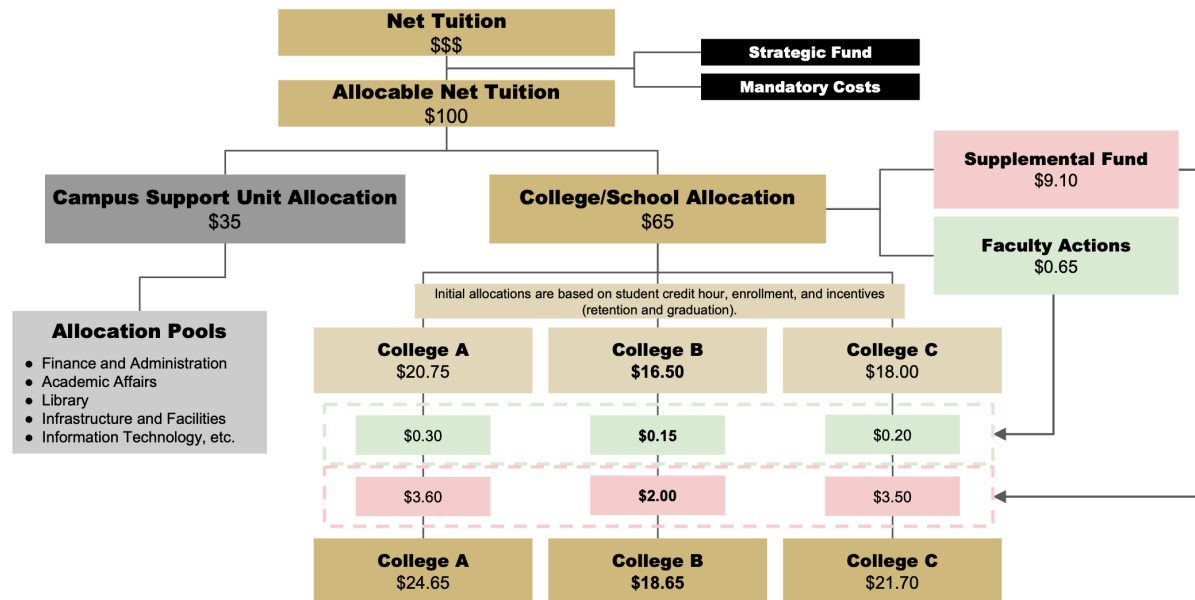 Net Tuition
$$$
Strategic Fund
Mandatory Costs
Allocable Net Tuition
$100
Campus Support Unit Allocation
$35
College/School Allocation
$65
Supplemental Fund
$9.10
Faculty Actions
$0.65
Allocation Pools
● Finance and Administration
● Academic Affairs
● Library
● Infrastructure and Facilities
● Information Technology, etc.
Initial allocations are based on student credit hour, enrollment, and incentives
(retention and graduation).
College A
$20.75
College B
$16.50
College C
$18.00
$0.30
$0.15
$0.20
$3.60
$2.00
$3.50
College A
$24.65
College B
$18.65
College C
$21.70